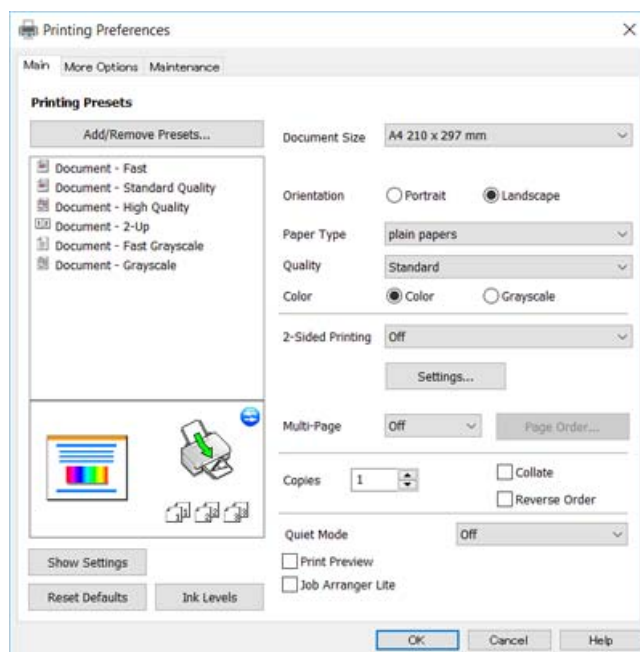 Printing Preferences
Main More Options Maintenance
Printing Presets
Add/Remove Presets...
Document - Fast
Document - Standard Quality
Document - High Quality
Document - 2-Up
Document - Fast Grayscale
Document - Grayscale
Show Settings
Reset Defaults Ink Levels
Document Size A4 210 x 297 mm
Orientation Portrait Landscape
Paper Type plain papers
Quality Standard
Color Color Grayscale
2-Sided Printing Off
Settings...
Multi-Page Off Page Order...
Copies 1 Collate
Reverse Order
Quiet Mode Off
Print Preview
Job Arranger Lite
OK Cancel Help